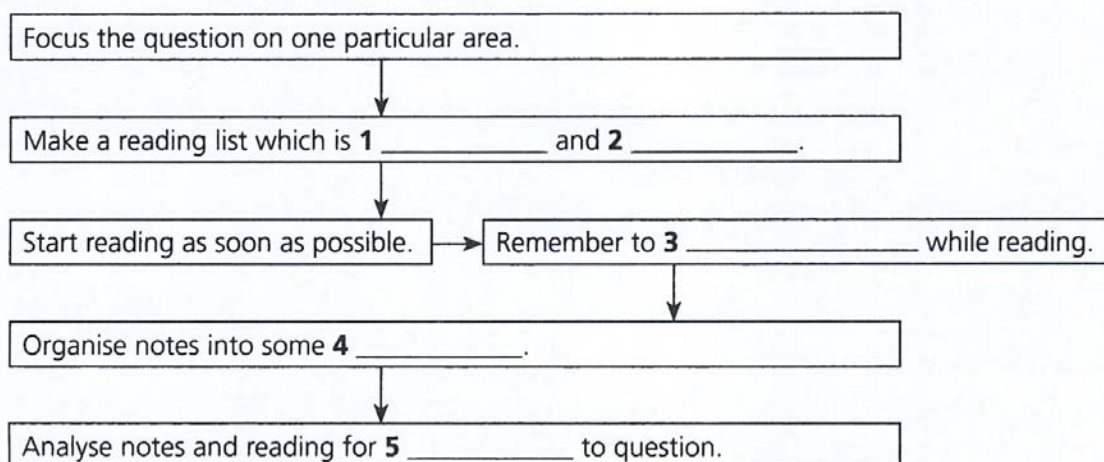 Focus the question on one particular area.
Make a reading list which is 1 ____________ and 2 ____________.
Start reading as soon as possible.
Remember to 3 _________________ while reading.
Organise notes into some 4 ____________.
Analyse notes and reading for 5 ____________ to question.